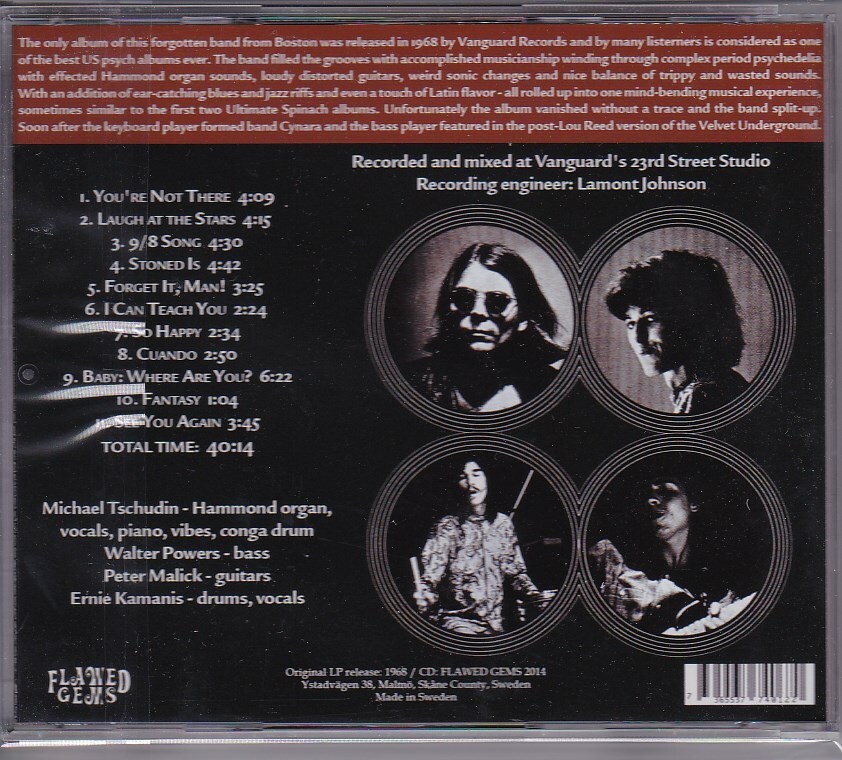 The only album of this forgotten band from Boston was released in 1968 by Vanguard Records and by many listerners is considered as one
of the best US psych albums ever. The band filled the grooves with accomplished musicianship winding through complex period psychedelia
with effected Hammond organ sounds, loudy distorted guitars, weird sonic changes and nice balance of trippy and wasted sounds.
With an addition of ear-catching blues and jazz riffs and even a touch of Latin flavor - all rolled up into one mind-bending musical experience,
sometimes similar to the first two Ultimate Spinach albums. Unfortunately the album vanished without a trace and the band split-up.
Soon after the keyboard player formed band Cynara and the bass player featured in the post-Lou Reed version of the Velvet Underground.
Recorded and mixed at Vanguard's 23rd Street Studio
Recording engineer: Lamont Johnson
1. You're Not There 4:09
2. Laugh at the Stars 4:15
3. 9/8 Song 4:30
4. Stoned Is 4:42
5. Forget It, Man! 3:25
6. I Can Teach You 2:24
7. So Happy 2:34
8. Cuando 2:50
9. Baby: Where Are You? 6:22
10. Fantasy 1:04
11. See You Again 3:45
TOTAL TIME: 40:14
Michael Tschudin - Hammond organ,
vocals, piano, vibes, conga drum
Walter Powers - bass
Peter Malick - guitars
Ernie Kamanis - drums, vocals
FLAWED
GEMS
Original LP release: 1968 / CD: FLAWED GEMS 2014
Ystadvägen 38, Malmö, Skåne County, Sweden
Made in Sweden
7 365537 740122